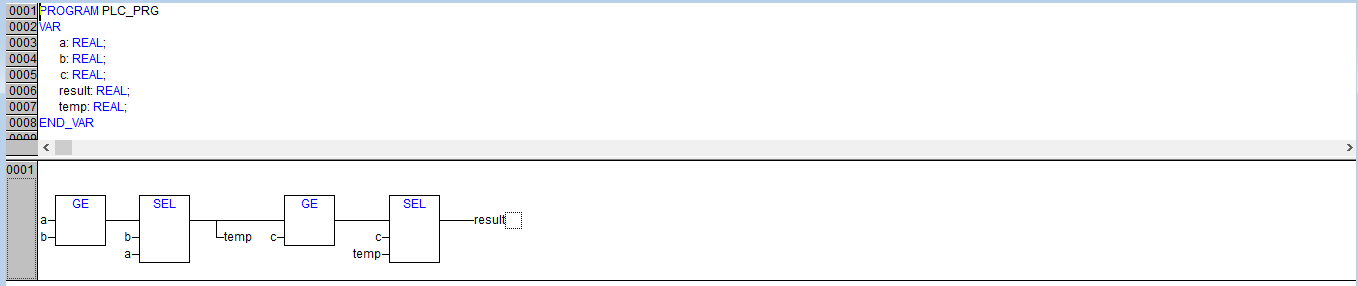 0001 PROGRAM PLC_PRG
0002 VAR
0003 a: REAL;
0004 b: REAL;
0005 c: REAL;
0006 result: REAL;
0007 temp: REAL;
0008 END_VAR
0009
0001
GE SEL GE SEL
a result
b b temp c c
a temp